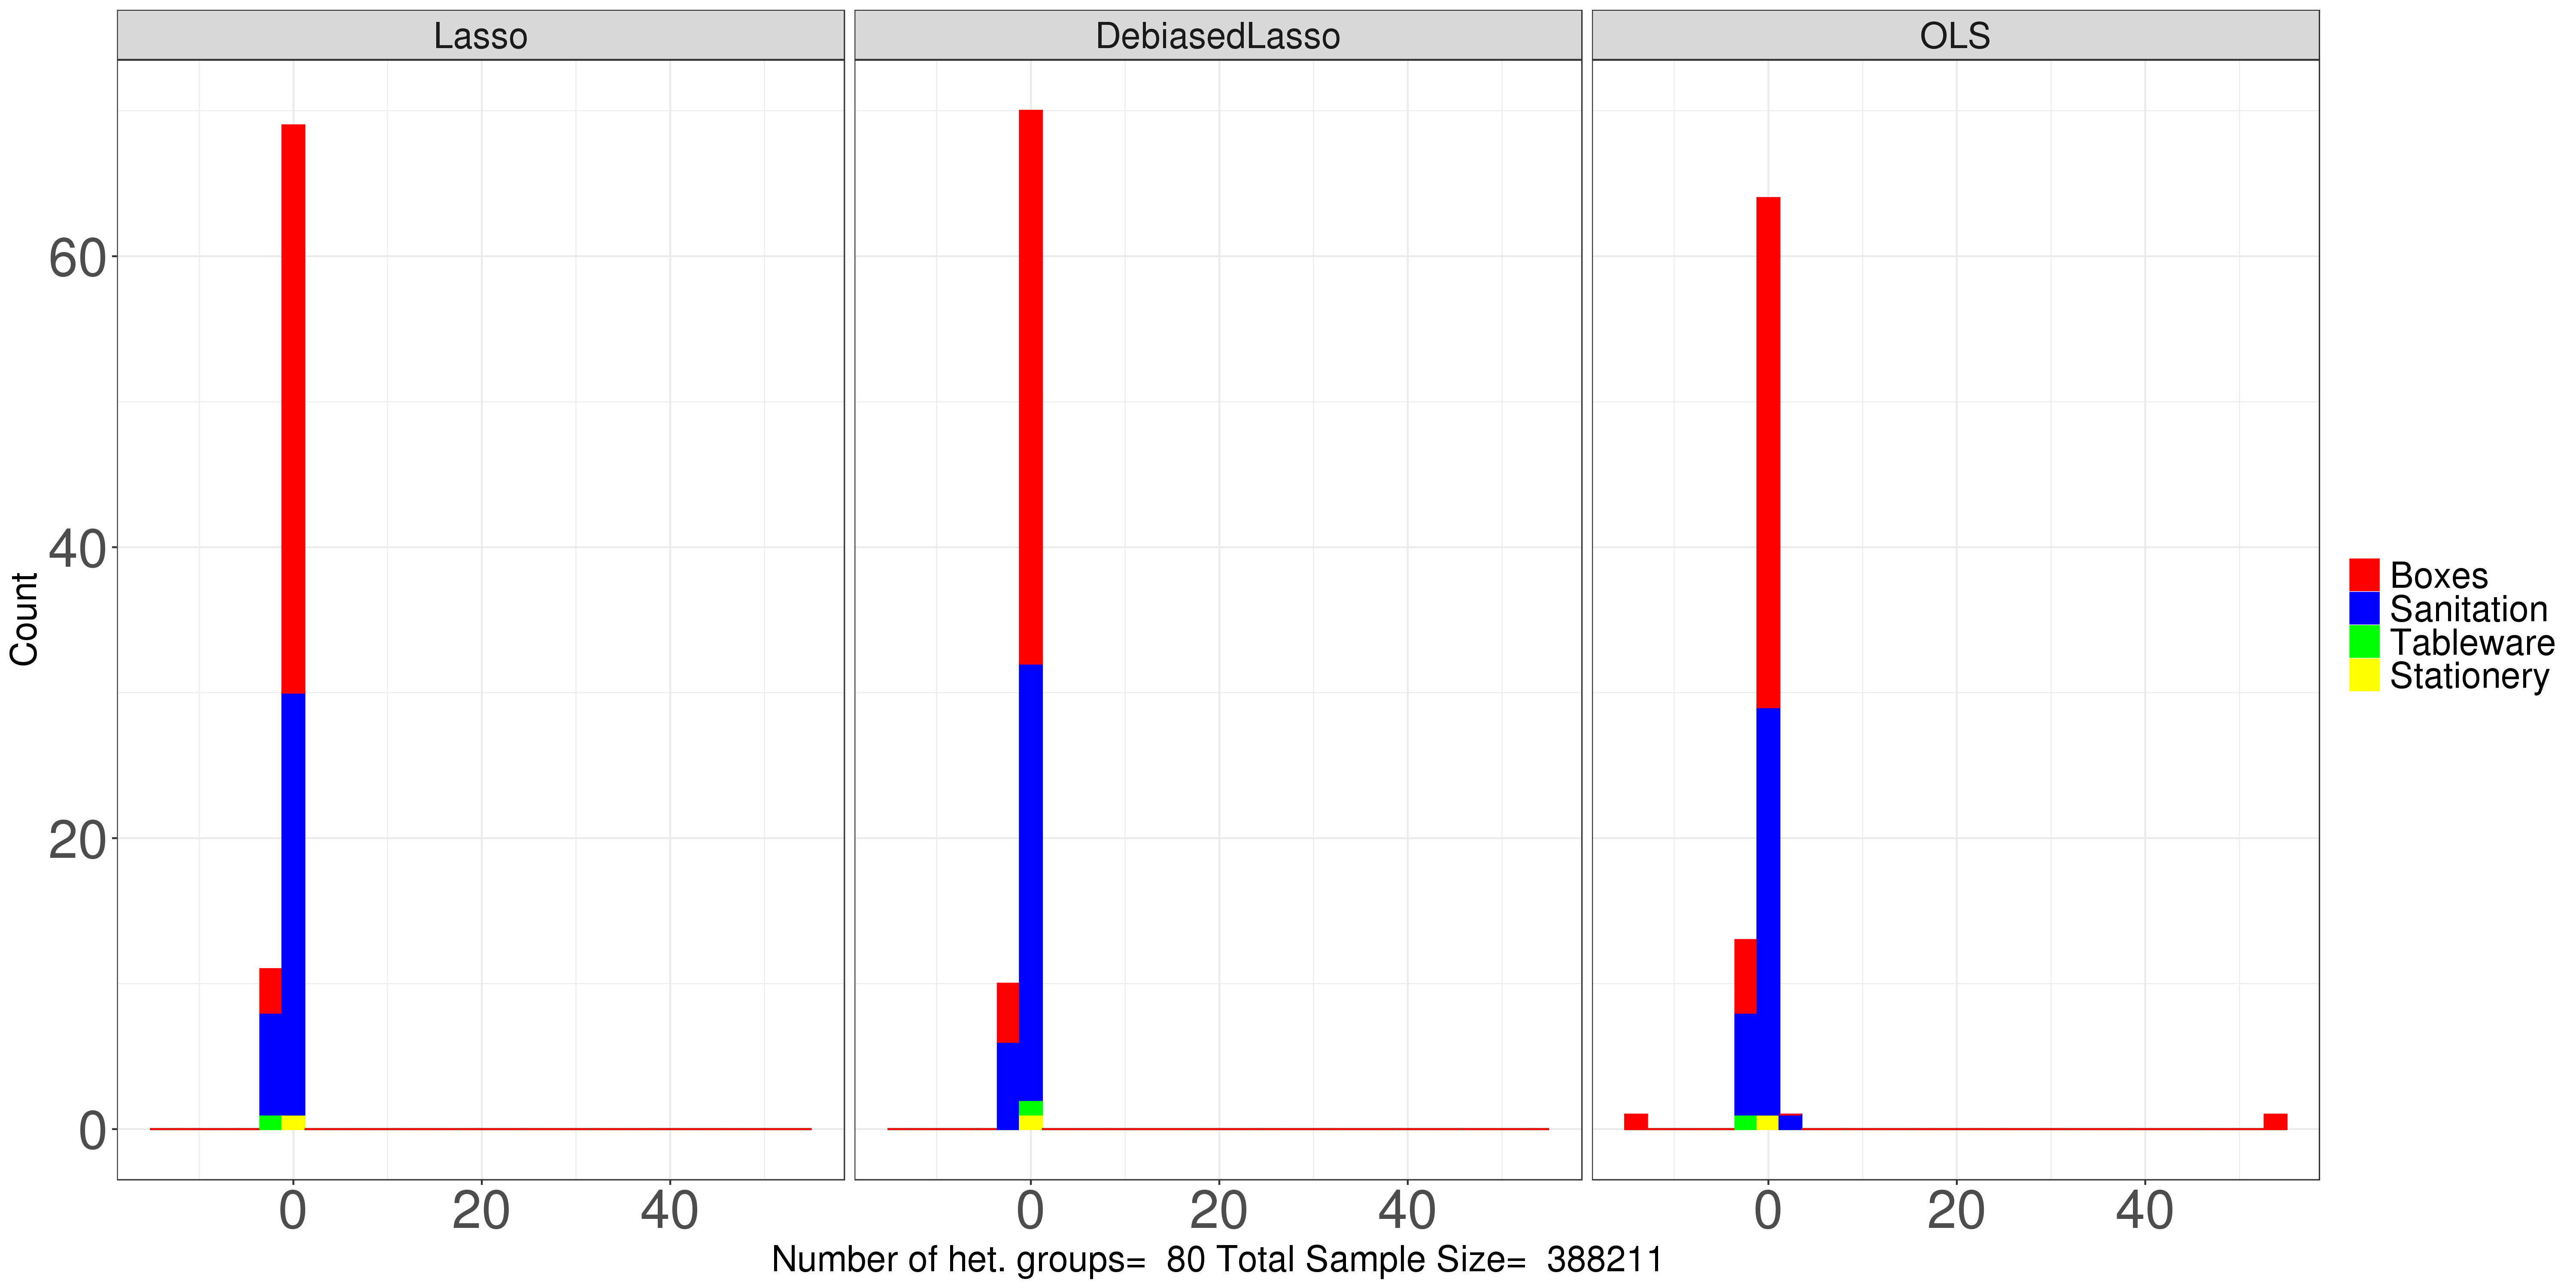 Lasso
DebiasedLasso
OLS
Count
60
40
20
0
0 20 40
0 20 40
0 20 40
Number of het. groups=  80 Total Sample Size=  388211
Boxes
Sanitation
Tableware
Stationery